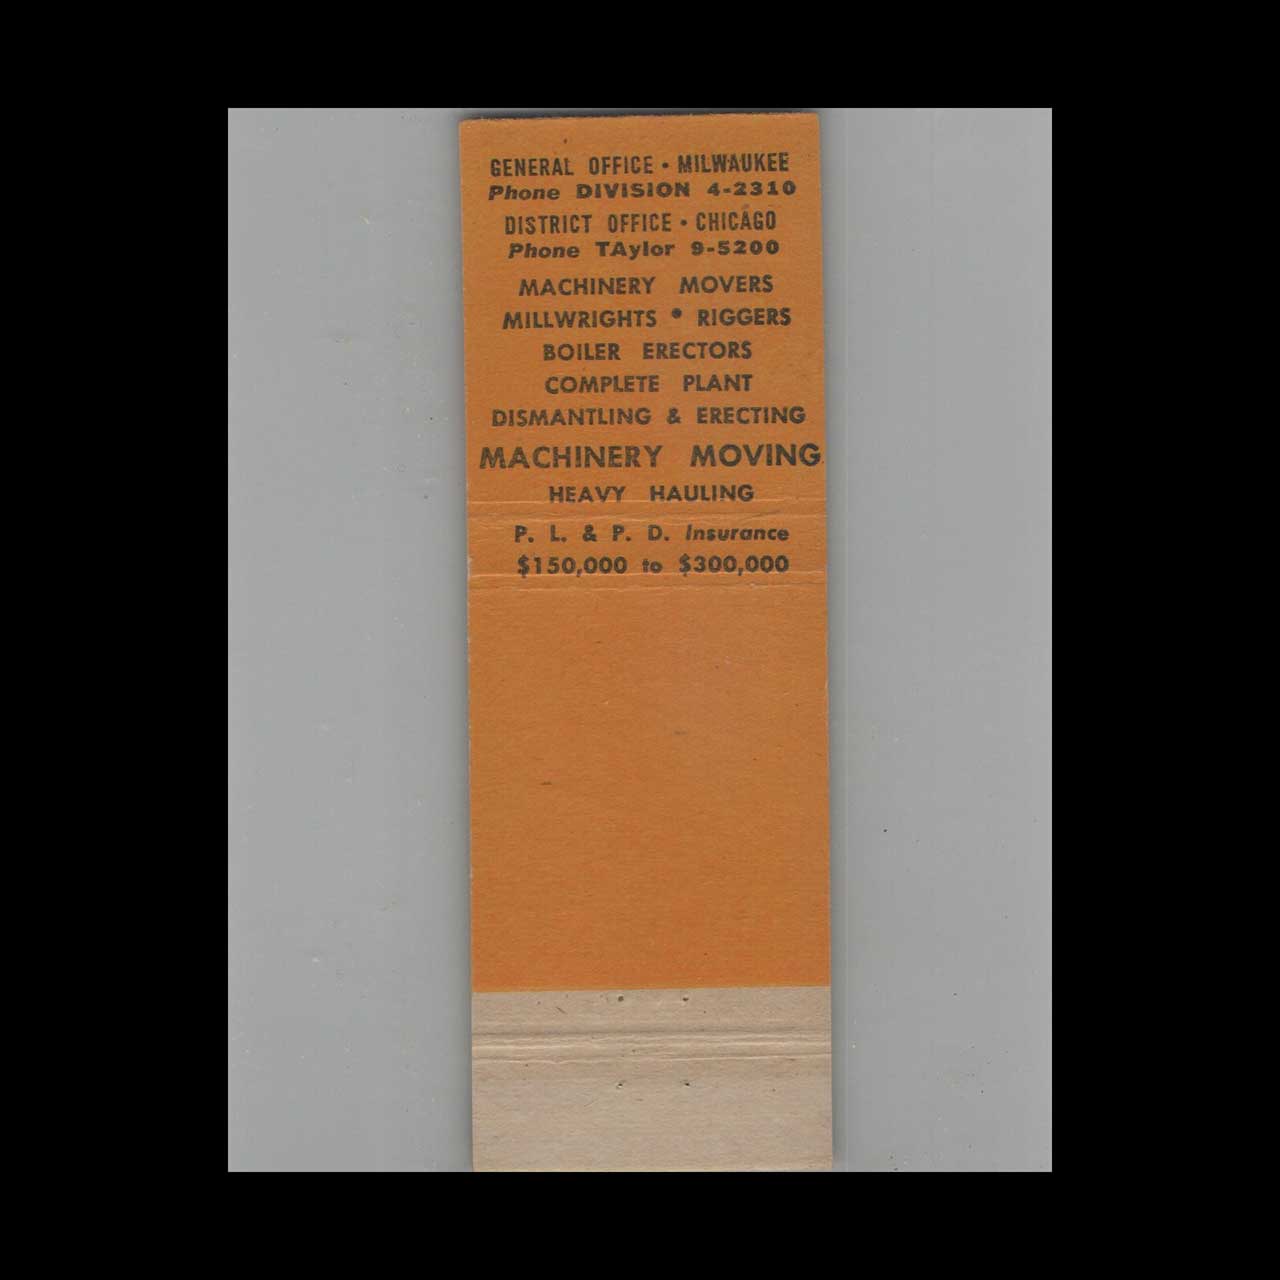 GENERAL OFFICE • MILWAUKEE
Phone DIVISION 4-2310
DISTRICT OFFICE • CHICAGO
Phone TAylor 9-5200
MACHINERY MOVERS
MILLWRIGHTS • RIGGERS
BOILER ERECTORS
COMPLETE PLANT
DISMANTLING & ERECTING
MACHINERY MOVING
HEAVY HAULING
P. L. & P. D. Insurance
$150,000 to $300,000